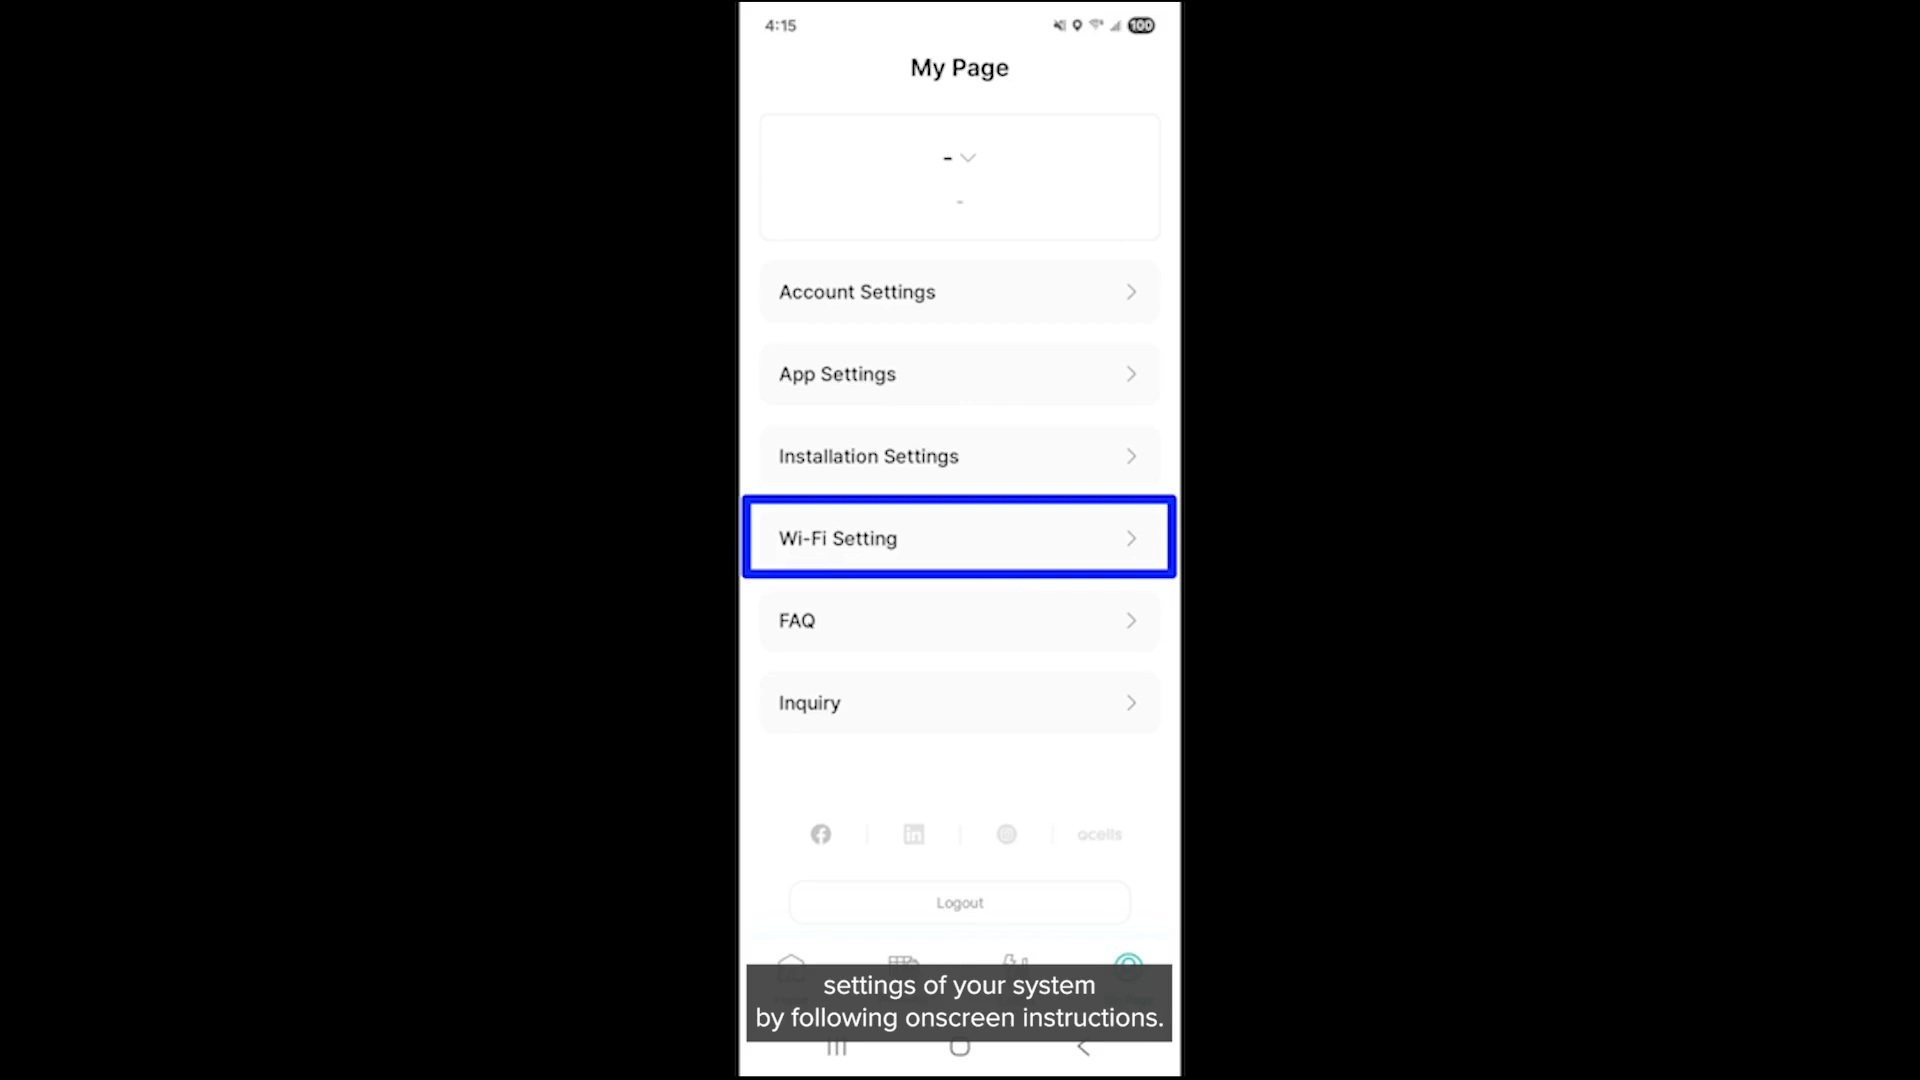 4:15
100
My Page
-
-
Account Settings
App Settings
Installation Settings
Wi-Fi Setting
FAQ
Inquiry
qcells
Logout
settings of your system
by following onscreen instructions.